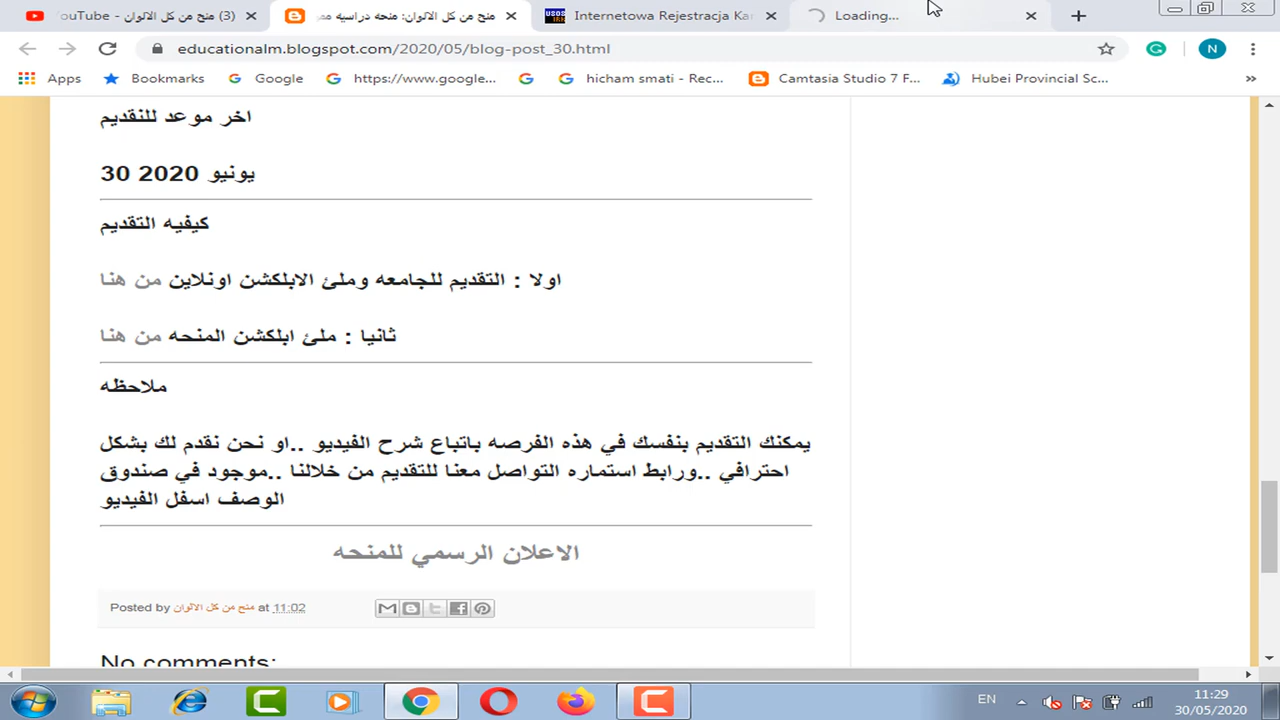 (3) منح من كل الالوان - YouTube
منح من كل الالوان: منحه دراسيه مم
Internetowa Rejestracja Kan
Loading...
educationalm.blogspot.com/2020/05/blog-post_30.html
N
Apps
Bookmarks
Google
https://www.google...
hicham smati - Rec...
Camtasia Studio 7 F...
Hubei Provincial Sc...
»
اخر موعد للتقديم
30 يونيو 2020
كيفيه التقديم
اولا : التقديم للجامعه وملئ الابلكشن اونلاين من هنا
ثانيا : ملئ ابلكشن المنحه من هنا
ملاحظه
يمكنك التقديم بنفسك في هذه الفرصه باتباع شرح الفيديو ..او نحن نقدم لك بشكل
احترافي ..ورابط استماره التواصل معنا للتقديم من خلالنا ..موجود في صندوق
الوصف اسفل الفيديو
الاعلان الرسمي للمنحه
Posted by منح من كل الالوان at 11:02
No comments:
EN
11:29
30/05/2020